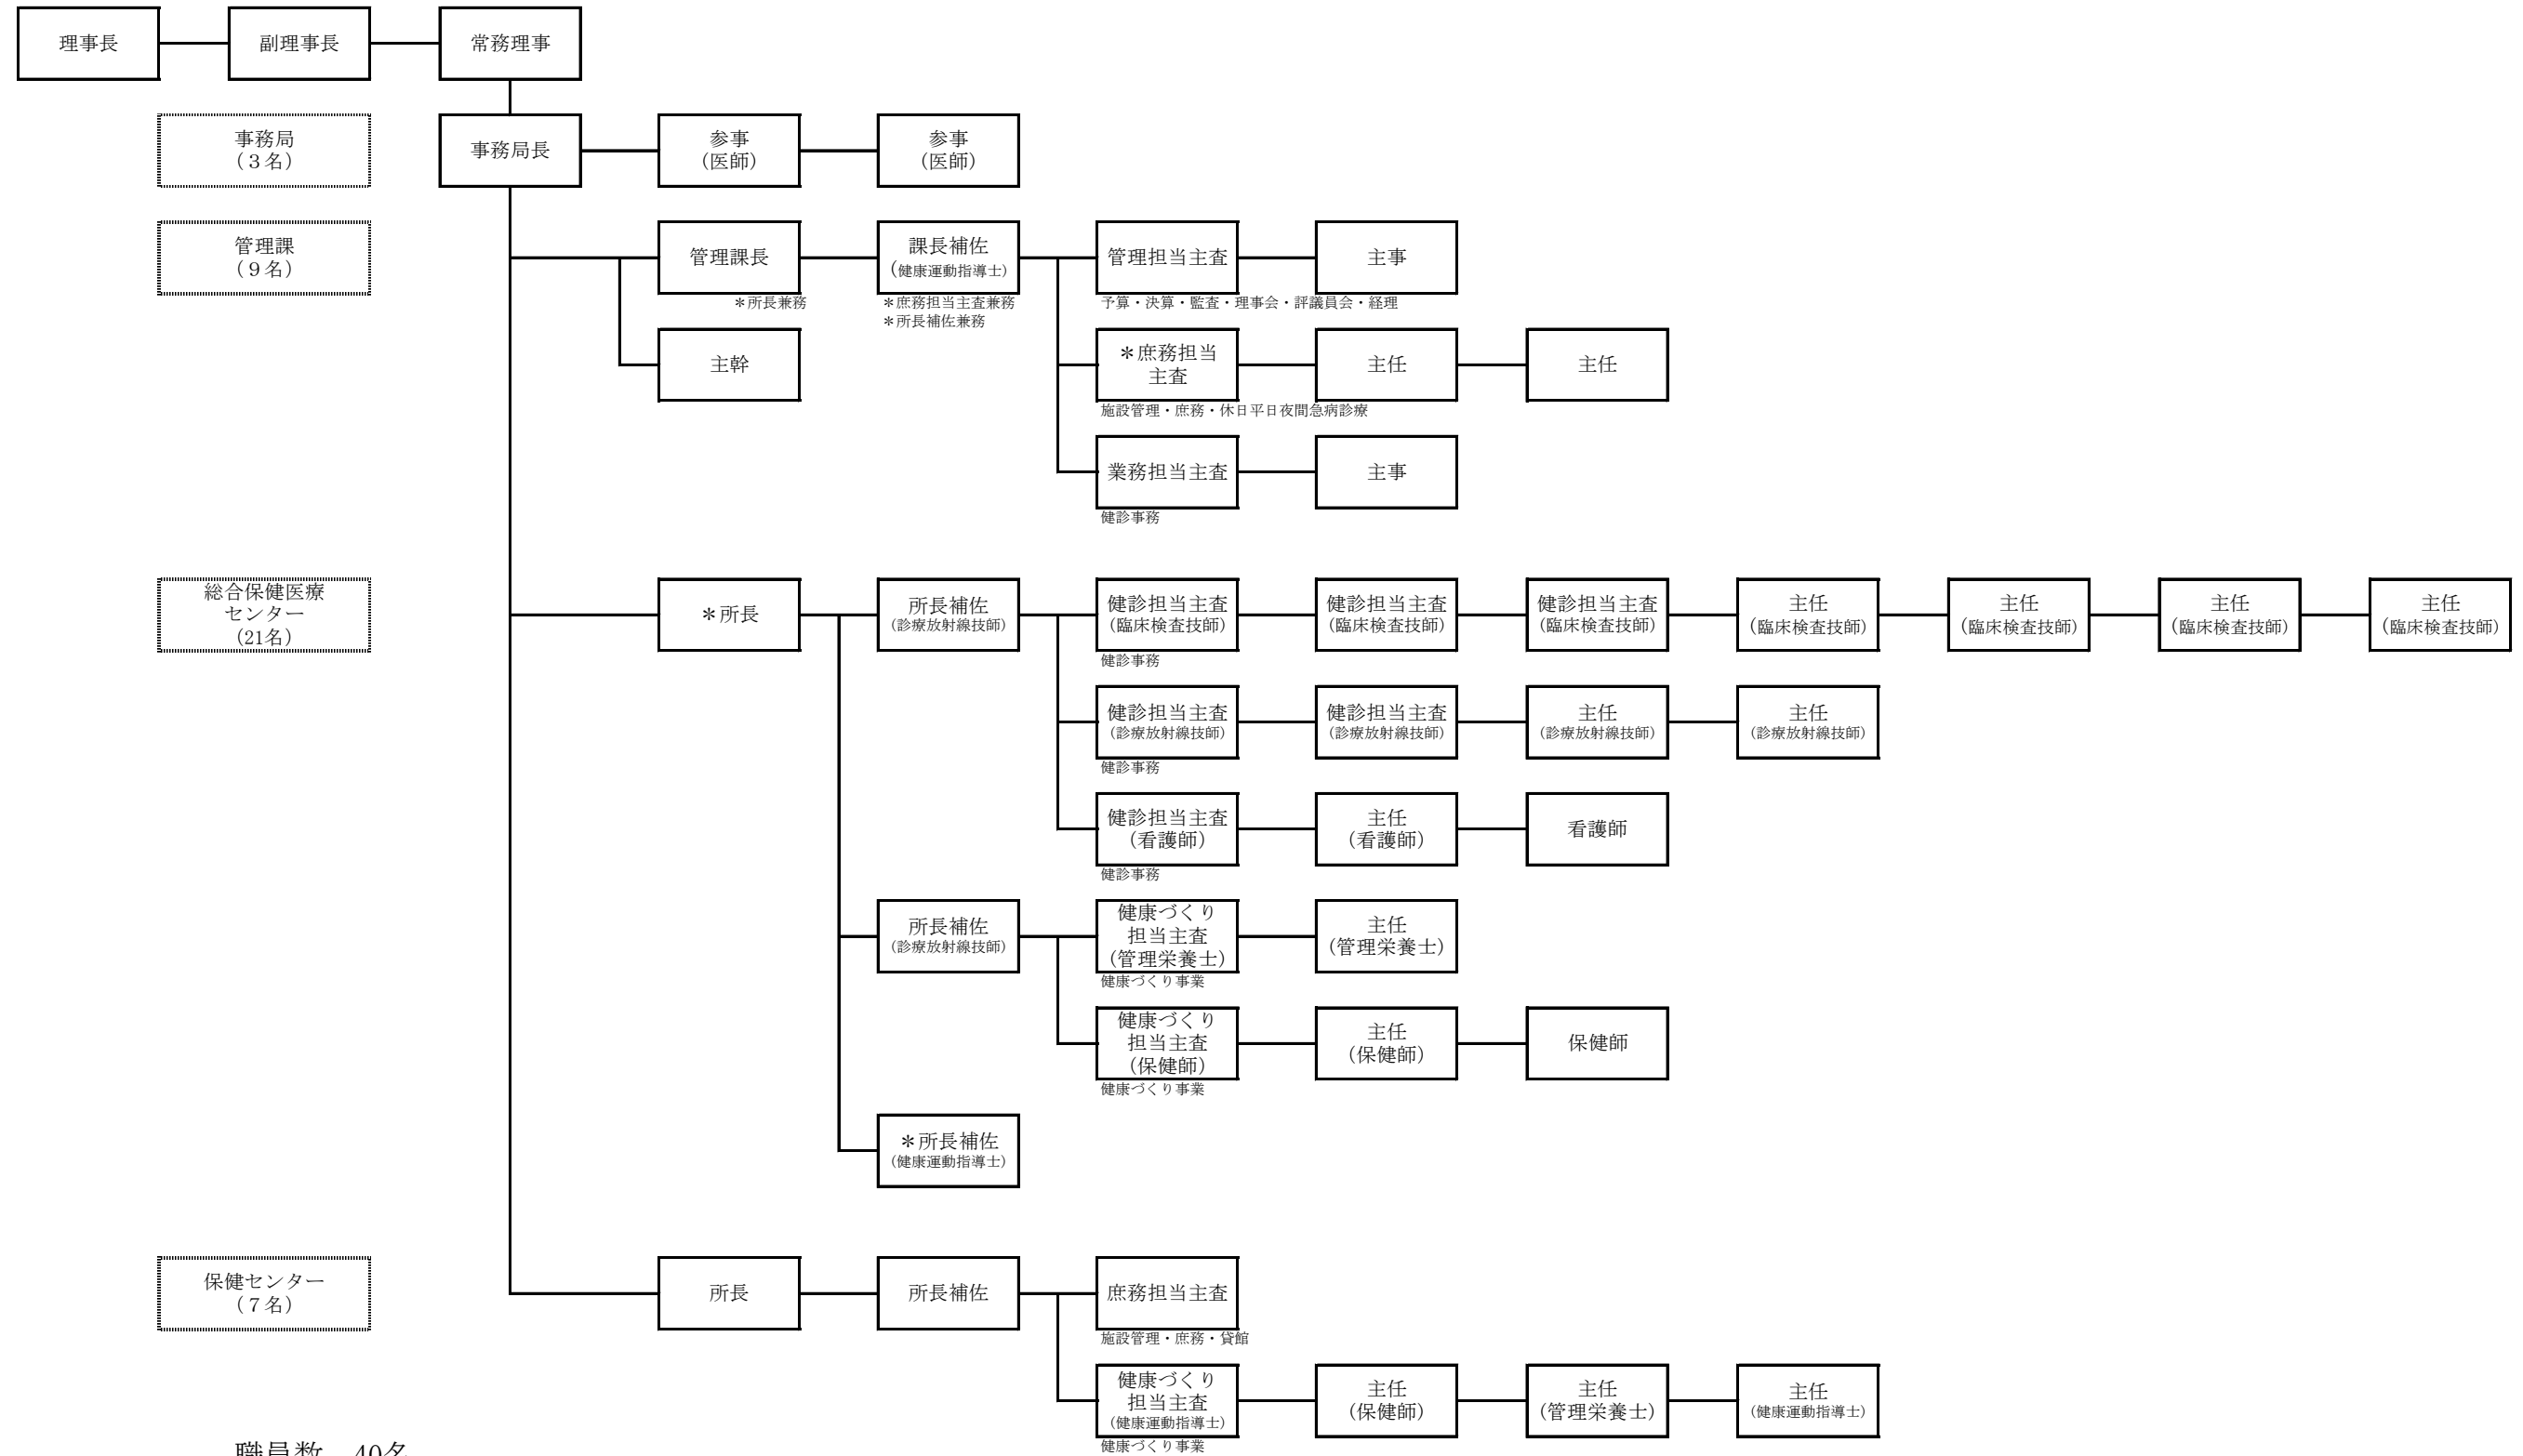 理事長
副理事長
常務理事
事務局
（３名）
事務局長
参事
（医師）
参事
（医師）
管理課
（９名）
管理課長
＊所長兼務
課長補佐
（健康運動指導士）
＊庶務担当主査兼務
＊所長補佐兼務
管理担当主査
予算・決算・監査・理事会・評議員会・経理
主事
主幹
＊庶務担当
主査
施設管理・庶務・休日平日夜間急病診療
主任
主任
業務担当主査
健診事務
主事
総合保健医療
センター
（21名）
＊所長
所長補佐
（診療放射線技師）
健診担当主査
（臨床検査技師）
健診事務
健診担当主査
（臨床検査技師）
健診担当主査
（臨床検査技師）
主任
（臨床検査技師）
主任
（臨床検査技師）
主任
（臨床検査技師）
主任
（臨床検査技師）
健診担当主査
（診療放射線技師）
健診事務
健診担当主査
（診療放射線技師）
主任
（診療放射線技師）
主任
（診療放射線技師）
健診担当主査
（看護師）
健診事務
主任
（看護師）
看護師
所長補佐
（診療放射線技師）
健康づくり
担当主査
（管理栄養士）
健康づくり事業
主任
（管理栄養士）
健康づくり
担当主査
（保健師）
健康づくり事業
主任
（保健師）
保健師
＊所長補佐
（健康運動指導士）
保健センター
（７名）
所長
所長補佐
庶務担当主査
施設管理・庶務・貸館
健康づくり
担当主査
（健康運動指導士）
健康づくり事業
主任
（保健師）
主任
（管理栄養士）
主任
（健康運動指導士）
職員数　40名